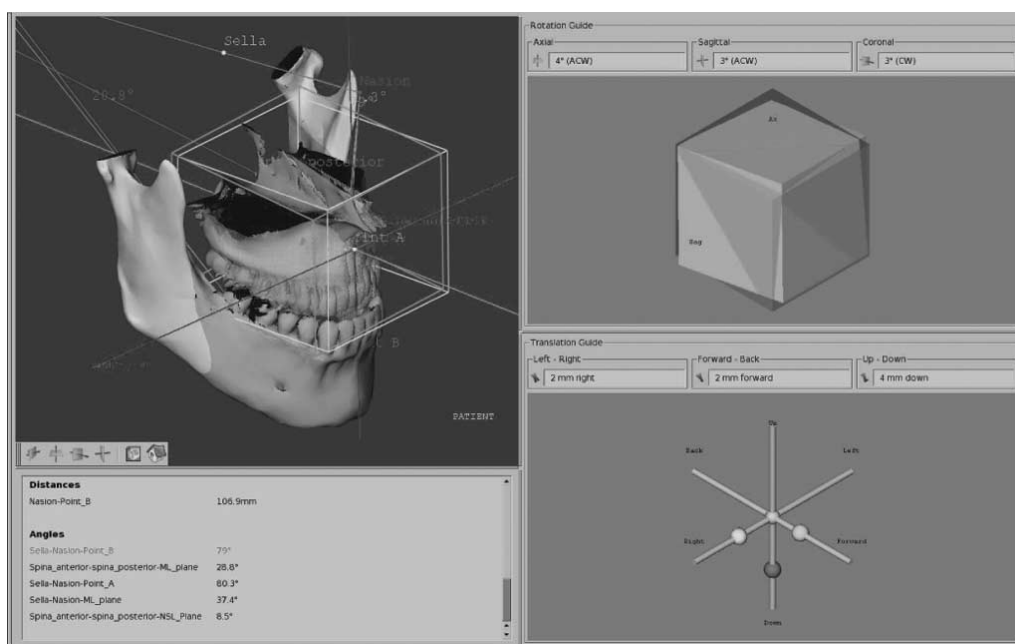 Sella
Nasion
28.8°
posterior
PATIENT
Distances
Nasion-Point_B
106.9mm
Angles
Sella-Nasion-Point_B
79°
Spina_anterior-spina_posterior-ML_plane
28.8°
Sella-Nasion-Point_A
80.3°
Sella-Nasion-ML_plane
37.4°
Spina_anterior-spina_posterior-NSL_Plane
8.5°
Rotation Guide
Axial
Sagittal
Coronal
4° (ACW)
3° (ACW)
3° (CW)
Ax
Sag
Translation Guide
Left - Right
Forward - Back
Up - Down
2 mm right
2 mm forward
4 mm down
Up
Back
Left
Right
Forward
Down